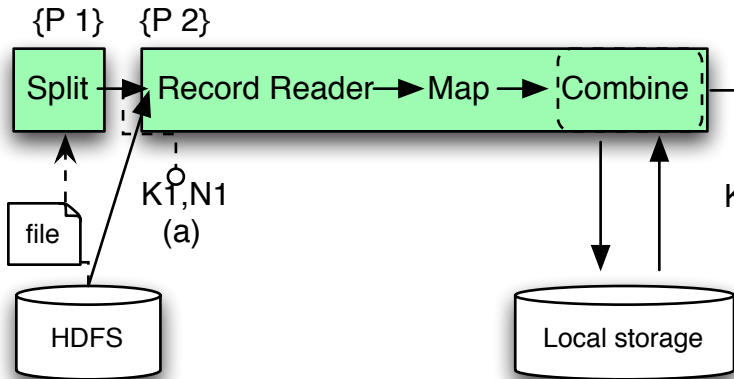 {P 1} {P 2}
Split Record Reader Map Combine
K1,N1
(a)
K
file
HDFS
Local storage